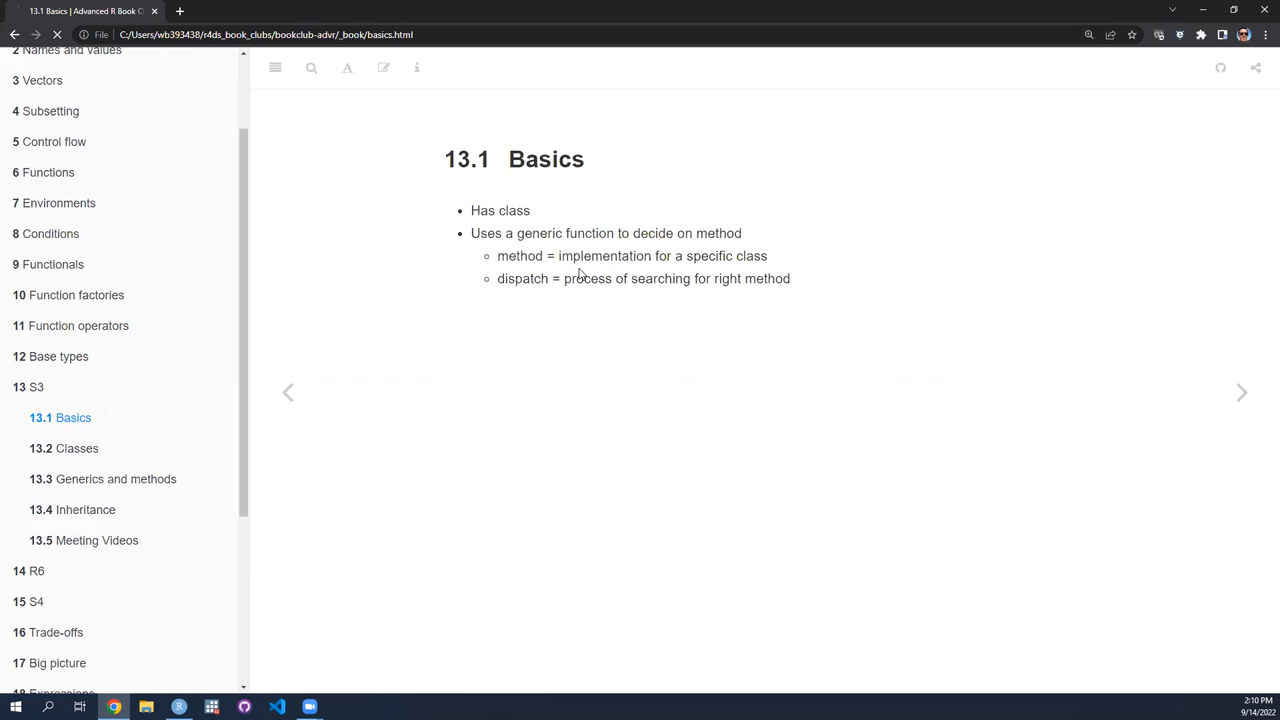 13.1 Basics | Advanced R Book Cl
File
C:/Users/wb393438/r4ds_book_clubs/bookclub-advr/_book/basics.html
2 Names and Values
3 Vectors
4 Subsetting
5 Control flow
6 Functions
7 Environments
8 Conditions
9 Functionals
10 Function factories
11 Function operators
12 Base types
13 S3
13.1 Basics
13.2 Classes
13.3 Generics and methods
13.4 Inheritance
13.5 Meeting Videos
14 R6
15 S4
16 Trade-offs
17 Big picture
18 Expressions
13.1 Basics
Has class
Uses a generic function to decide on method
method = implementation for a specific class
dispatch = process of searching for right method
2:10 PM
9/14/2022